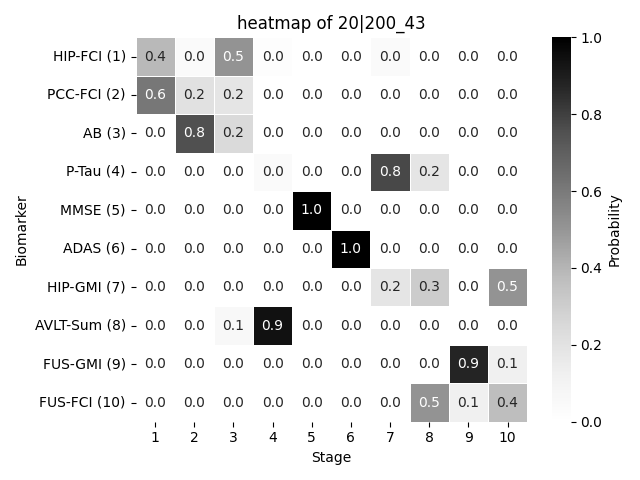 heatmap of 20|200_43
HIP-FCI (1) 0.4 0.0 0.5 0.0 0.0 0.0 0.0 0.0 0.0 0.0
PCC-FCI (2) 0.6 0.2 0.2 0.0 0.0 0.0 0.0 0.0 0.0 0.0
AB (3) 0.0 0.8 0.2 0.0 0.0 0.0 0.0 0.0 0.0 0.0
P-Tau (4) 0.0 0.0 0.0 0.0 0.0 0.0 0.8 0.2 0.0 0.0
MMSE (5) 0.0 0.0 0.0 0.0 1.0 0.0 0.0 0.0 0.0 0.0
ADAS (6) 0.0 0.0 0.0 0.0 0.0 1.0 0.0 0.0 0.0 0.0
HIP-GMI (7) 0.0 0.0 0.0 0.0 0.0 0.0 0.2 0.3 0.0 0.5
AVLT-Sum (8) 0.0 0.0 0.1 0.9 0.0 0.0 0.0 0.0 0.0 0.0
FUS-GMI (9) 0.0 0.0 0.0 0.0 0.0 0.0 0.0 0.0 0.9 0.1
FUS-FCI (10) 0.0 0.0 0.0 0.0 0.0 0.0 0.0 0.5 0.1 0.4
1 2 3 4 5 6 7 8 9 10
Stage
Biomarker
1.0
0.8
0.6
0.4
0.2
0.0
Probability